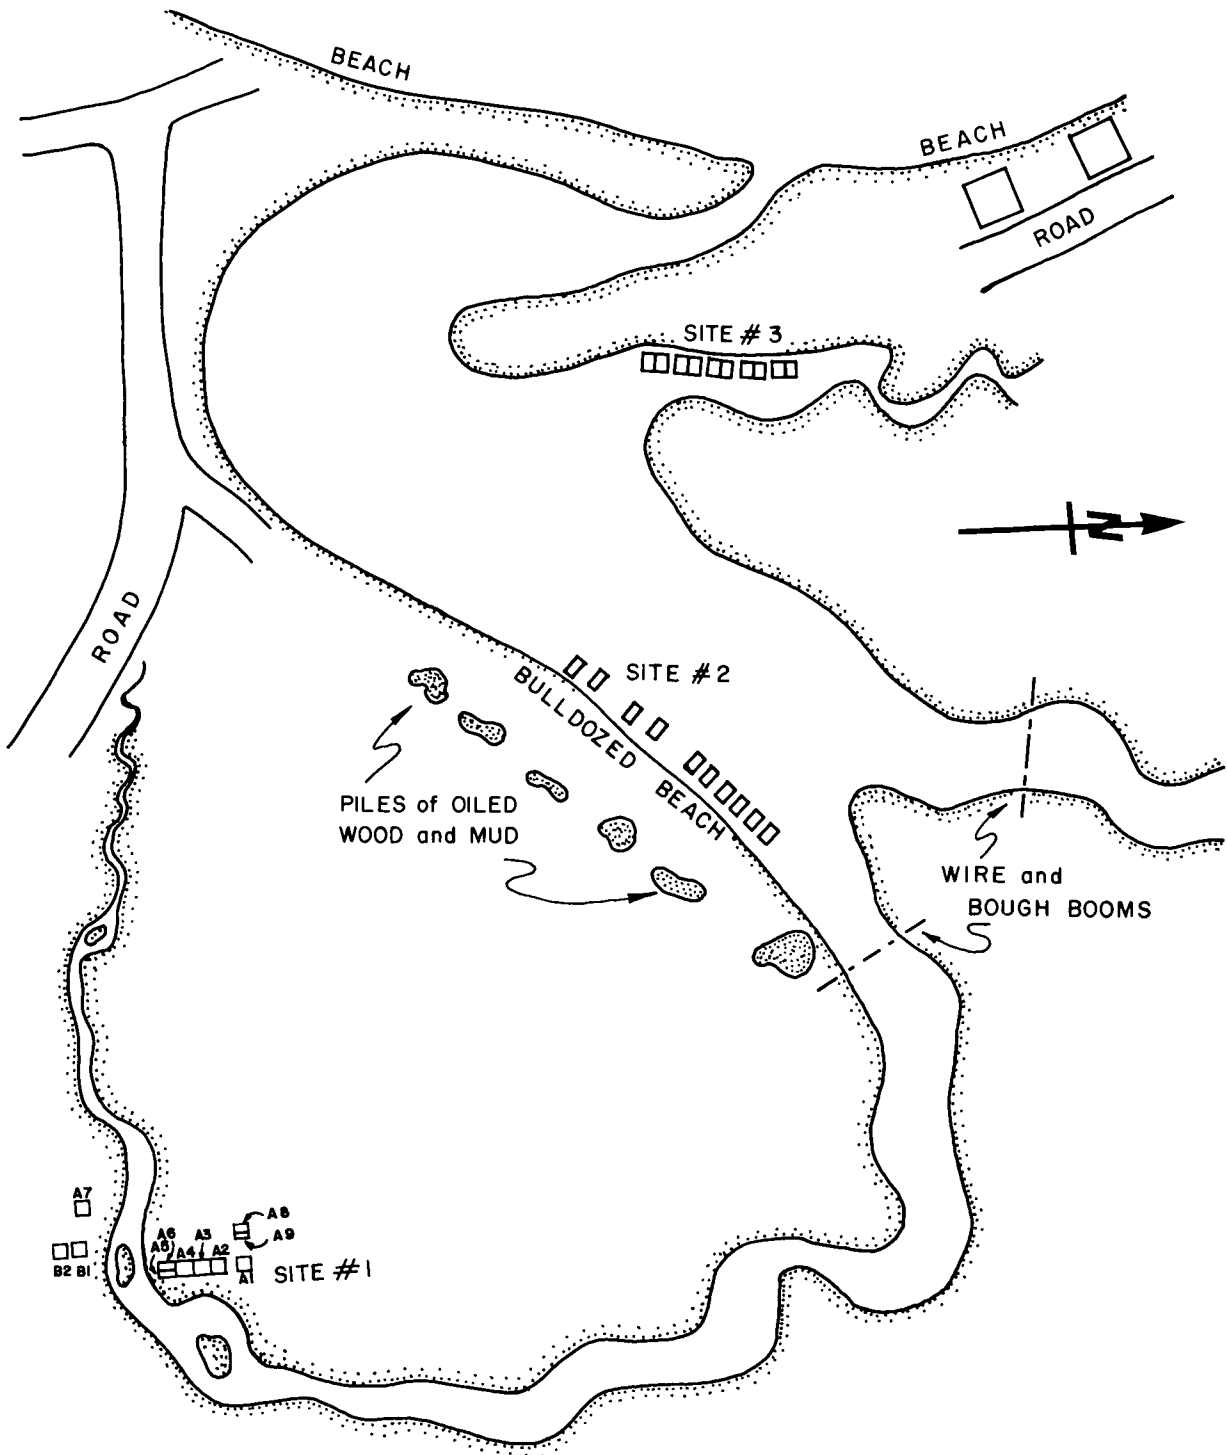 BEACH
BEACH
ROAD
SITE # 3
N
ROAD
SITE #2
BULLDOZED BEACH
PILES of OILED
WOOD and MUD
WIRE and
BOUGH BOOMS
A7
A8
A9
A6
A5
A4
A3
A2
A1
B2 B1
SITE #1